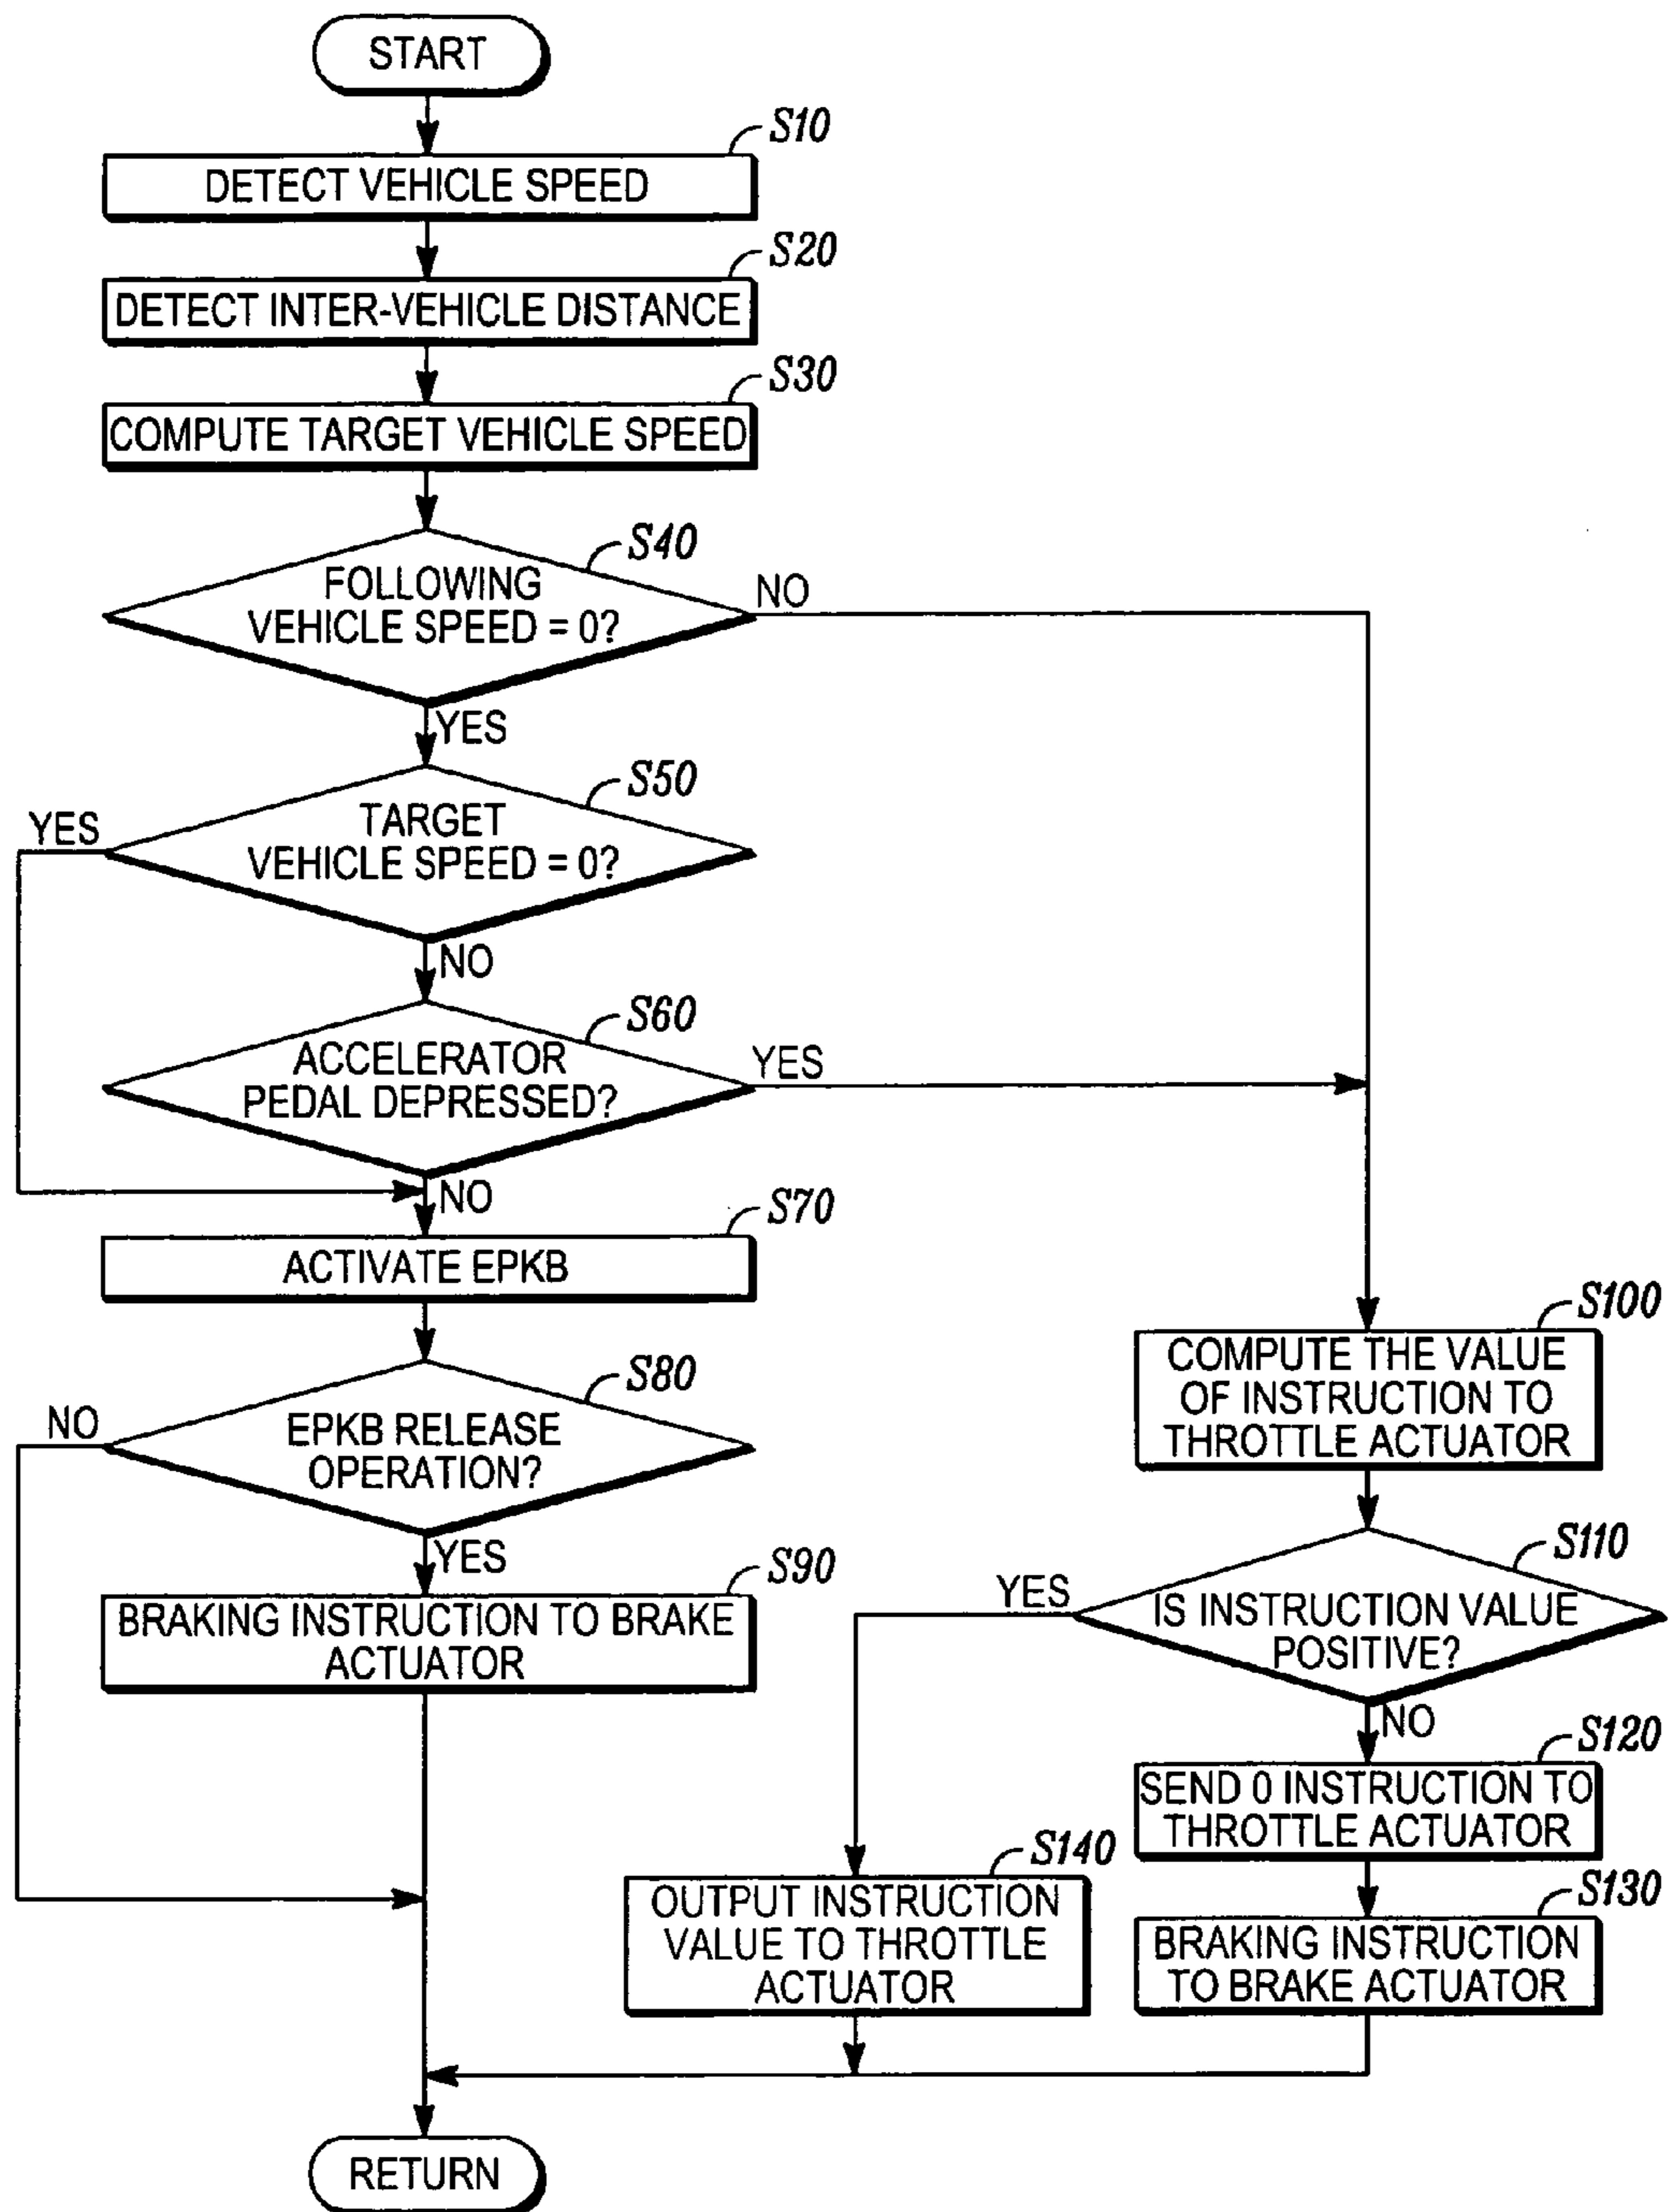 START
S10
DETECT VEHICLE SPEED
S20
DETECT INTER-VEHICLE DISTANCE
S30
COMPUTE TARGET VEHICLE SPEED
S40
FOLLOWING
VEHICLE SPEED = 0?
NO
YES
S50
TARGET
VEHICLE SPEED = 0?
YES
NO
S60
ACCELERATOR
PEDAL DEPRESSED?
YES
NO
S70
ACTIVATE EPKB
S80
EPKB RELEASE
OPERATION?
NO
YES
S90
BRAKING INSTRUCTION TO BRAKE
ACTUATOR
S100
COMPUTE THE VALUE
OF INSTRUCTION TO
THROTTLE ACTUATOR
S110
IS INSTRUCTION VALUE
POSITIVE?
YES
NO
S120
SEND 0 INSTRUCTION TO
THROTTLE ACTUATOR
S130
BRAKING INSTRUCTION
TO BRAKE ACTUATOR
S140
OUTPUT INSTRUCTION
VALUE TO THROTTLE
ACTUATOR
RETURN